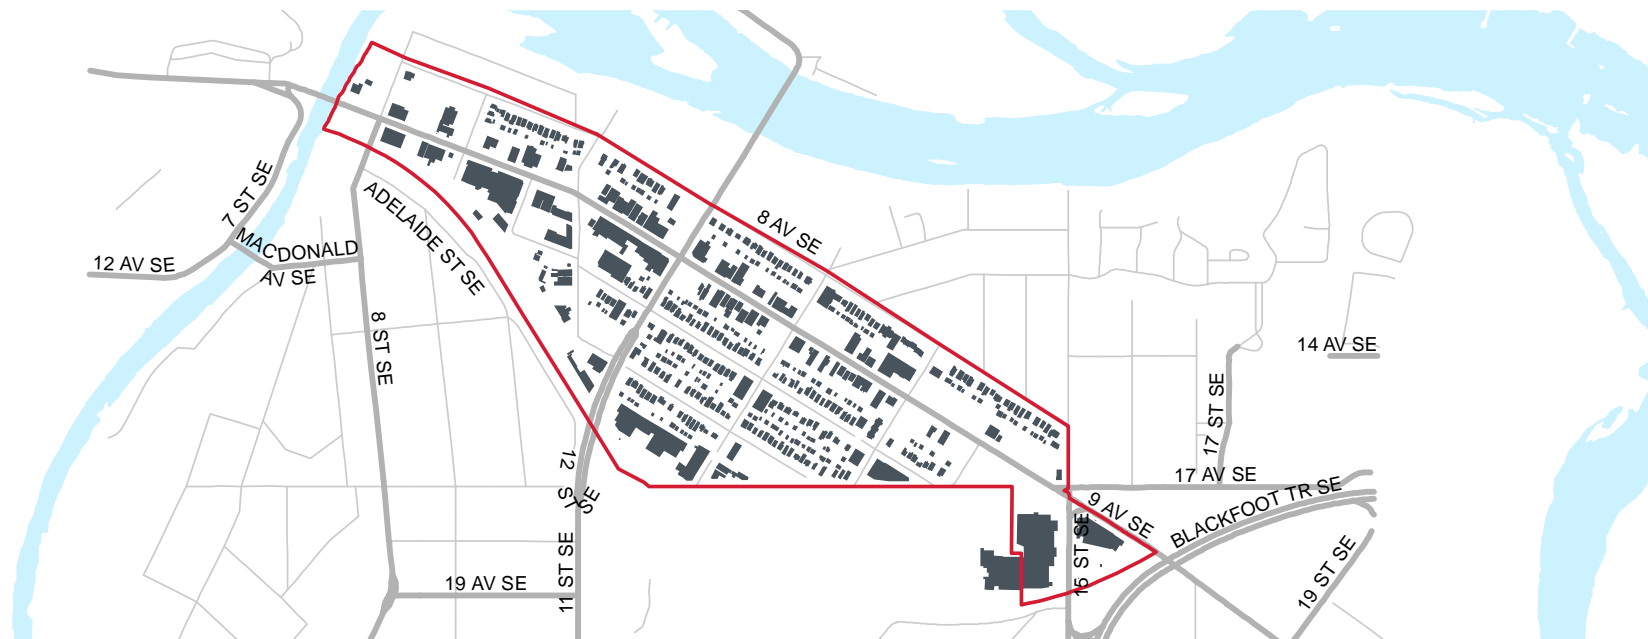 7 ST SE
8 AV SE
ADELAIDE ST SE
MACDONALD
AV SE
12 AV SE
8 ST SE
14 AV SE
17 ST SE
12
ST
SE
17 AV SE
9 AV SE
BLACKFOOT TR SE
15 ST SE
11 ST SE
19 AV SE
19 ST SE